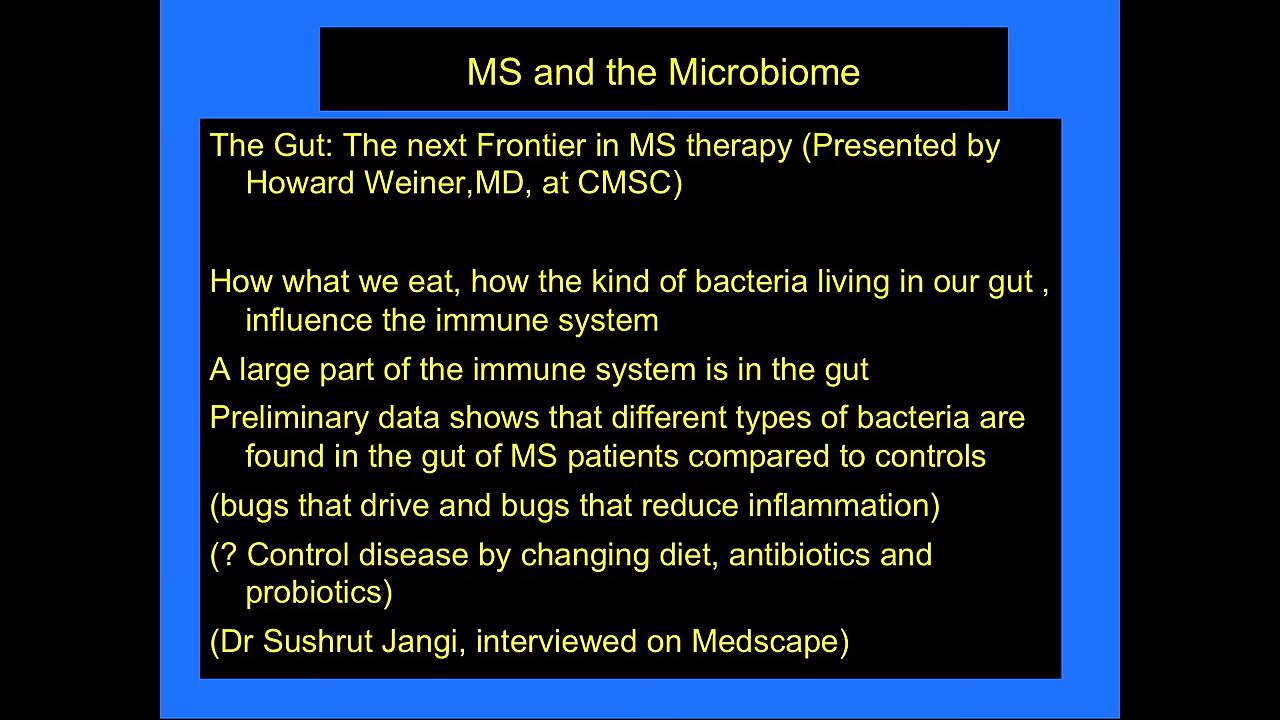 MS and the Microbiome
The Gut: The next Frontier in MS therapy (Presented by
Howard Weiner,MD, at CMSC)
How what we eat, how the kind of bacteria living in our gut ,
influence the immune system
A large part of the immune system is in the gut
Preliminary data shows that different types of bacteria are
found in the gut of MS patients compared to controls
(bugs that drive and bugs that reduce inflammation)
(? Control disease by changing diet, antibiotics and
probiotics)
(Dr Sushrut Jangi, interviewed on Medscape)